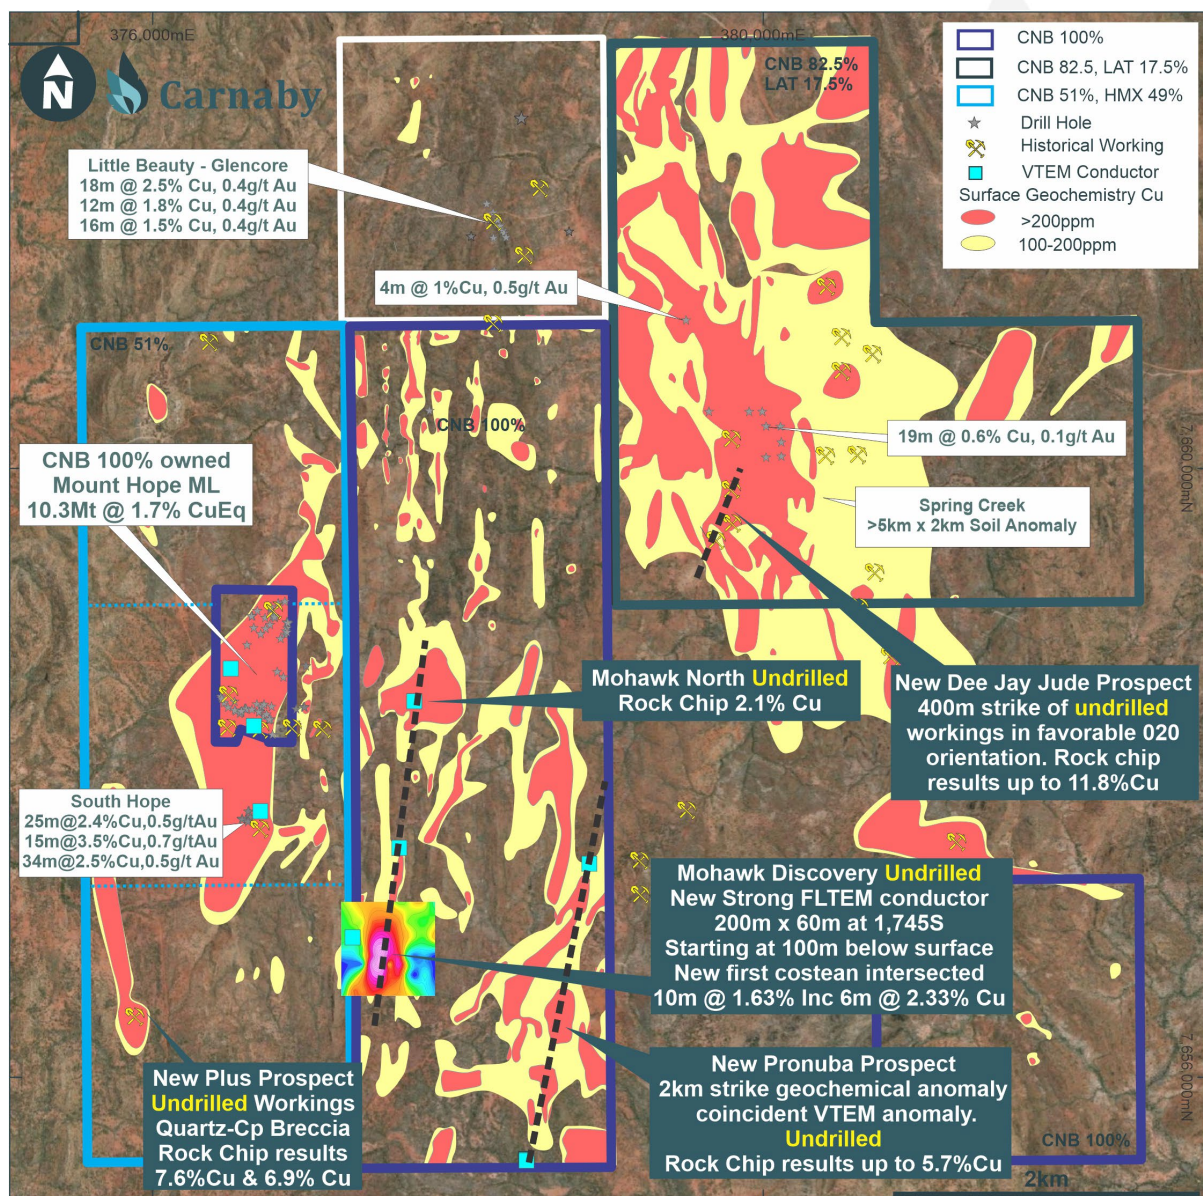 376,000mE
380,000mE
N
Carnaby
CNB 82.5%
LAT 17.5%
CNB 100%
CNB 82.5, LAT 17.5%
CNB 51%, HMX 49%
Drill Hole
Historical Working
VTEM Conductor
Surface Geochemistry Cu
>200ppm
100-200ppm
Little Beauty - Glencore
18m @ 2.5% Cu, 0.4g/t Au
12m @ 1.8% Cu, 0.4g/t Au
16m @ 1.5% Cu, 0.4g/t Au
4m @ 1%Cu, 0.5g/t Au
CNB 51%
CNB 100%
19m @ 0.6% Cu, 0.1g/t Au
7,660,000mN
CNB 100% owned
Mount Hope ML
10.3Mt @ 1.7% CuEq
Spring Creek
>5km x 2km Soil Anomaly
Mohawk North Undrilled
Rock Chip 2.1% Cu
New Dee Jay Jude Prospect
400m strike of undrilled
workings in favorable 020
orientation. Rock chip
results up to 11.8%Cu
South Hope
25m@2.4%Cu,0.5g/tAu
15m@3.5%Cu,0.7g/tAu
34m@2.5%Cu,0.5g/t Au
Mohawk Discovery Undrilled
New Strong FLTEM conductor
200m x 60m at 1,745S
Starting at 100m below surface
New first costean intersected
10m @ 1.63% Inc 6m @ 2.33% Cu
New Plus Prospect
Undrilled Workings
Quartz-Cp Breccia
Rock Chip results
7.6%Cu & 6.9% Cu
New Pronuba Prospect
2km strike geochemical anomaly
coincident VTEM anomaly.
Undrilled
Rock Chip results up to 5.7%Cu
7,656,000mN
CNB 100%
2km